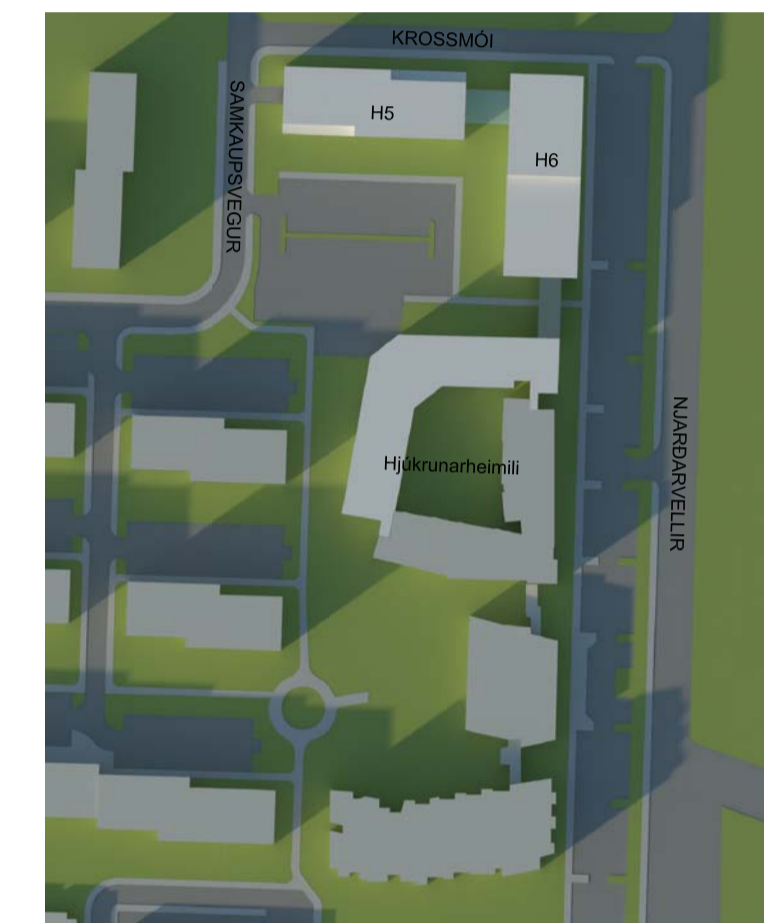 KROSSMÓI
SAMKAUPSVEGUR
H5
H6
NJARÐARVELLIR
Hjúkrunarheimili